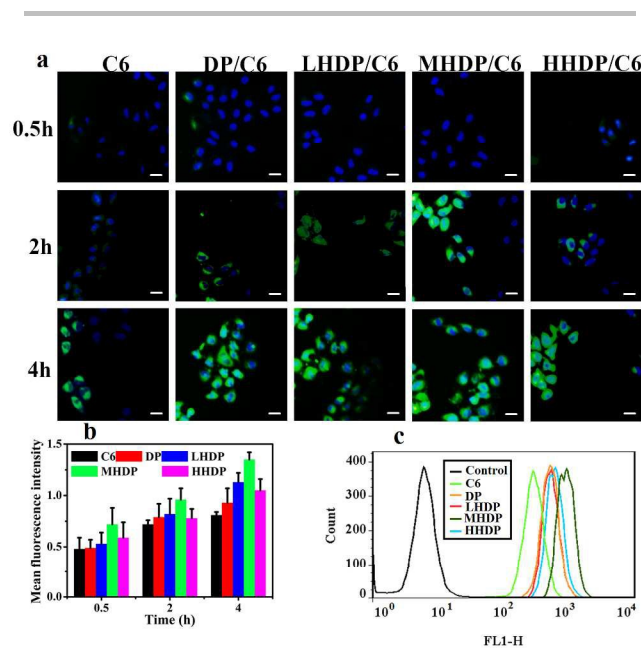 a
C6 DP/C6 LHDP/C6 MHDP/C6 HHDP/C6
0.5h
2h
4h
b
Mean fluorescence intensity
1.5
1.0
0.5
0.0
C6 DP LHDP
MHDP HHDP
0.5 2 4
Time (h)
c
Count
400
300
200
100
0
Control
C6
DP
LHDP
MHDP
HHDP
10^0 10^1 10^2 10^3 10^4
FL1-H